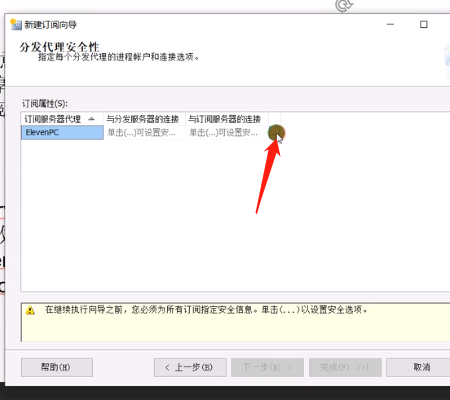 新建订阅向导
分发代理安全性
指定每个分发代理的进程帐户和连接选项。
订阅属性(S):
订阅服务器代理 与分发服务器的连接 与订阅服务器的连接
ElevenPC 单击(...)可设置安... 单击(...)可设置安...
在继续执行向导之前，您必须为所有订阅指定安全信息。单击(...)以设置安全选项。
帮助(H) < 上一步(B) 下一步(N) > 完成(F) >>| 取消